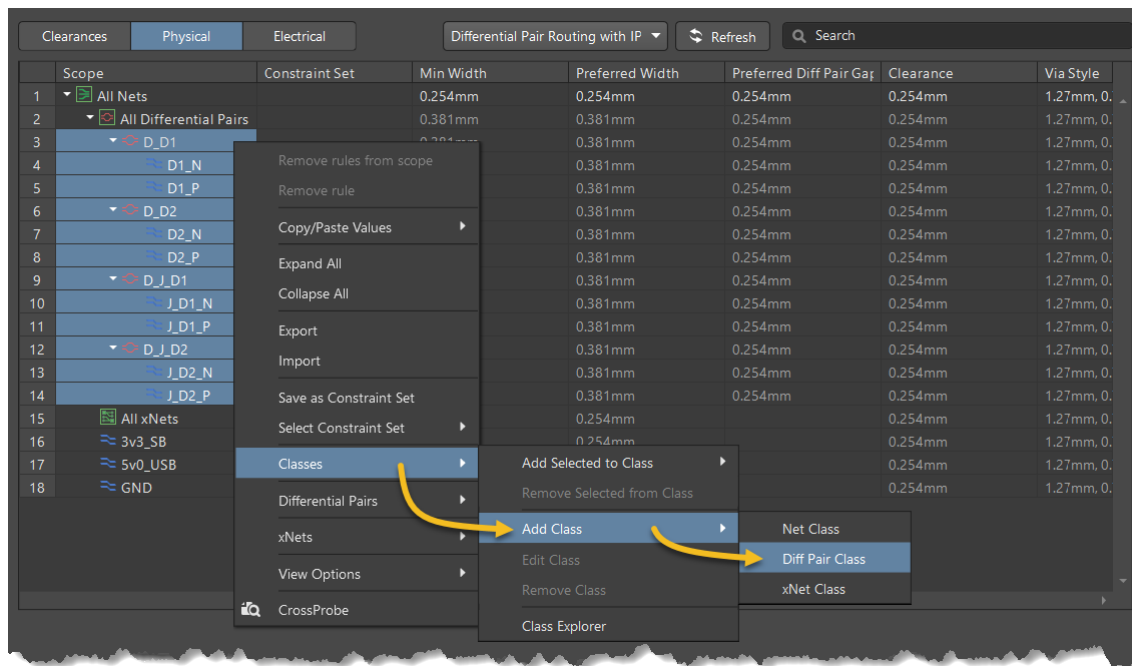 Clearances Physical Electrical Differential Pair Routing with IP Refresh Search
Scope Constraint Set Min Width Preferred Width Preferred Diff Pair Gap Clearance Via Style
1 All Nets 0.254mm 0.254mm 0.254mm 0.254mm 1.27mm, 0.
2 All Differential Pairs 0.381mm 0.381mm 0.254mm 0.254mm 1.27mm, 0.
3 D_D1 0.381mm 0.381mm 0.254mm 0.254mm 1.27mm, 0.
4 D1_N 0.381mm 0.254mm 0.254mm 1.27mm, 0.
5 D1_P 0.381mm 0.254mm 0.254mm 1.27mm, 0.
6 D_D2 0.381mm 0.254mm 0.254mm 1.27mm, 0.
7 D2_N 0.381mm 0.254mm 0.254mm 1.27mm, 0.
8 D2_P 0.381mm 0.254mm 0.254mm 1.27mm, 0.
9 D_J_D1 0.381mm 0.254mm 0.254mm 1.27mm, 0.
10 J_D1_N 0.381mm 0.254mm 0.254mm 1.27mm, 0.
11 J_D1_P 0.381mm 0.254mm 0.254mm 1.27mm, 0.
12 D_J_D2 0.381mm 0.254mm 0.254mm 1.27mm, 0.
13 J_D2_N 0.381mm 0.254mm 0.254mm 1.27mm, 0.
14 J_D2_P 0.381mm 0.254mm 0.254mm 1.27mm, 0.
15 All xNets 0.254mm 0.254mm 1.27mm, 0.
16 3v3_SB 0.254mm 0.254mm 1.27mm, 0.
17 5v0_USB 0.254mm 1.27mm, 0.
18 GND 0.254mm 1.27mm, 0.
Remove rules from scope
Remove rule
Copy/Paste Values
Expand All
Collapse All
Export
Import
Save as Constraint Set
Select Constraint Set
Classes
Differential Pairs
xNets
View Options
CrossProbe
Add Selected to Class
Remove Selected from Class
Add Class
Edit Class
Remove Class
Class Explorer
Net Class
Diff Pair Class
xNet Class